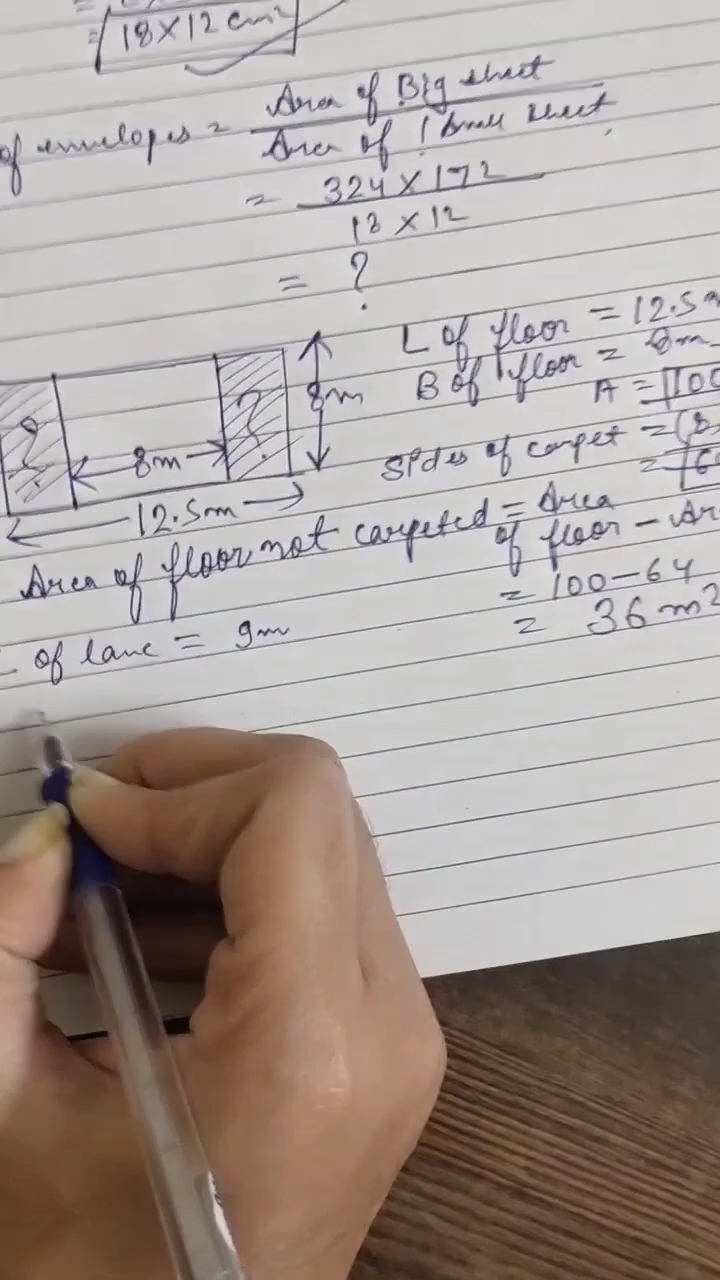 =
= 18 × 12 cm²
of envelopes = Area of Big sheet
Area of 1 small sheet
= 324 × 172
18 × 12
= ?
L of floor = 12.5m
B of floor = 8m
A = 100
8m
?
?
8m
12.5m
Sides of carpet = (8
= 6
Area of floor not carpeted = Area
of floor - Ar
= 100 - 64
= 36 m²
L of lane = 9m